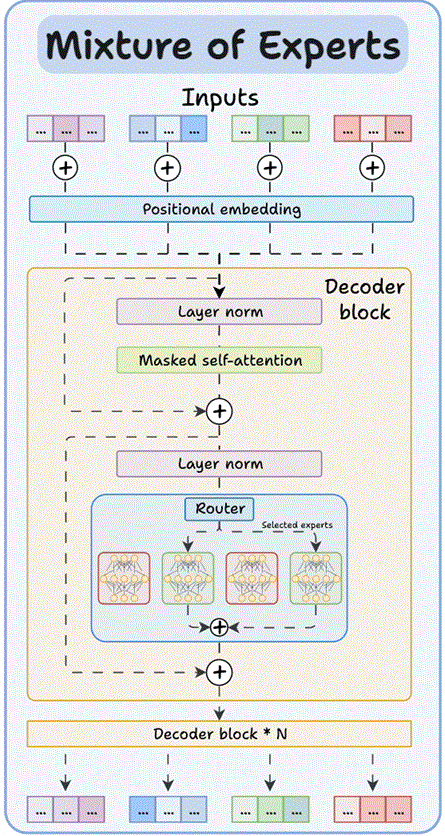 Mixture of Experts
Inputs
... ... ... ... ... ... ... ... ... ... ... ...
+ + + +
Positional embedding
Decoder
block
Layer norm
Masked self-attention
+
Layer norm
Router
Selected experts
+
+
Decoder block * N
... ... ... ... ... ... ... ... ... ... ... ...